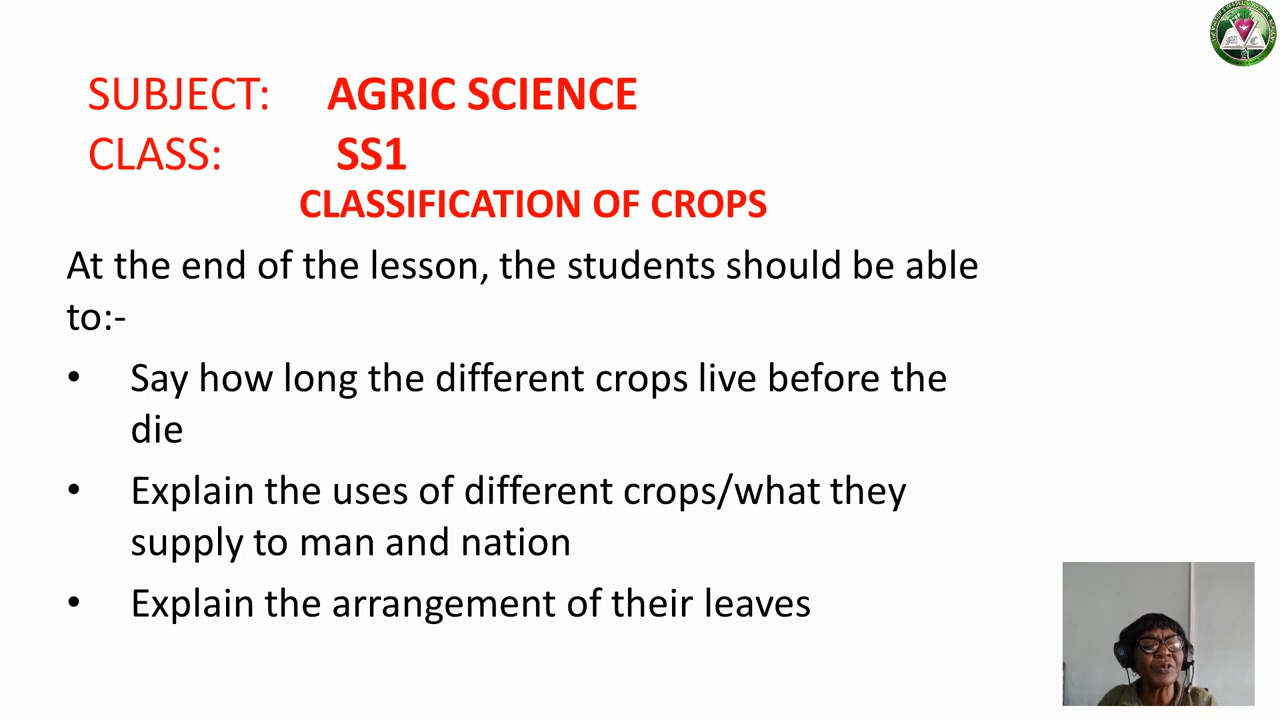 SUBJECT: AGRIC SCIENCE
CLASS: SS1
CLASSIFICATION OF CROPS
At the end of the lesson, the students should be able
to:-
• Say how long the different crops live before the
die
• Explain the uses of different crops/what they
supply to man and nation
• Explain the arrangement of their leaves